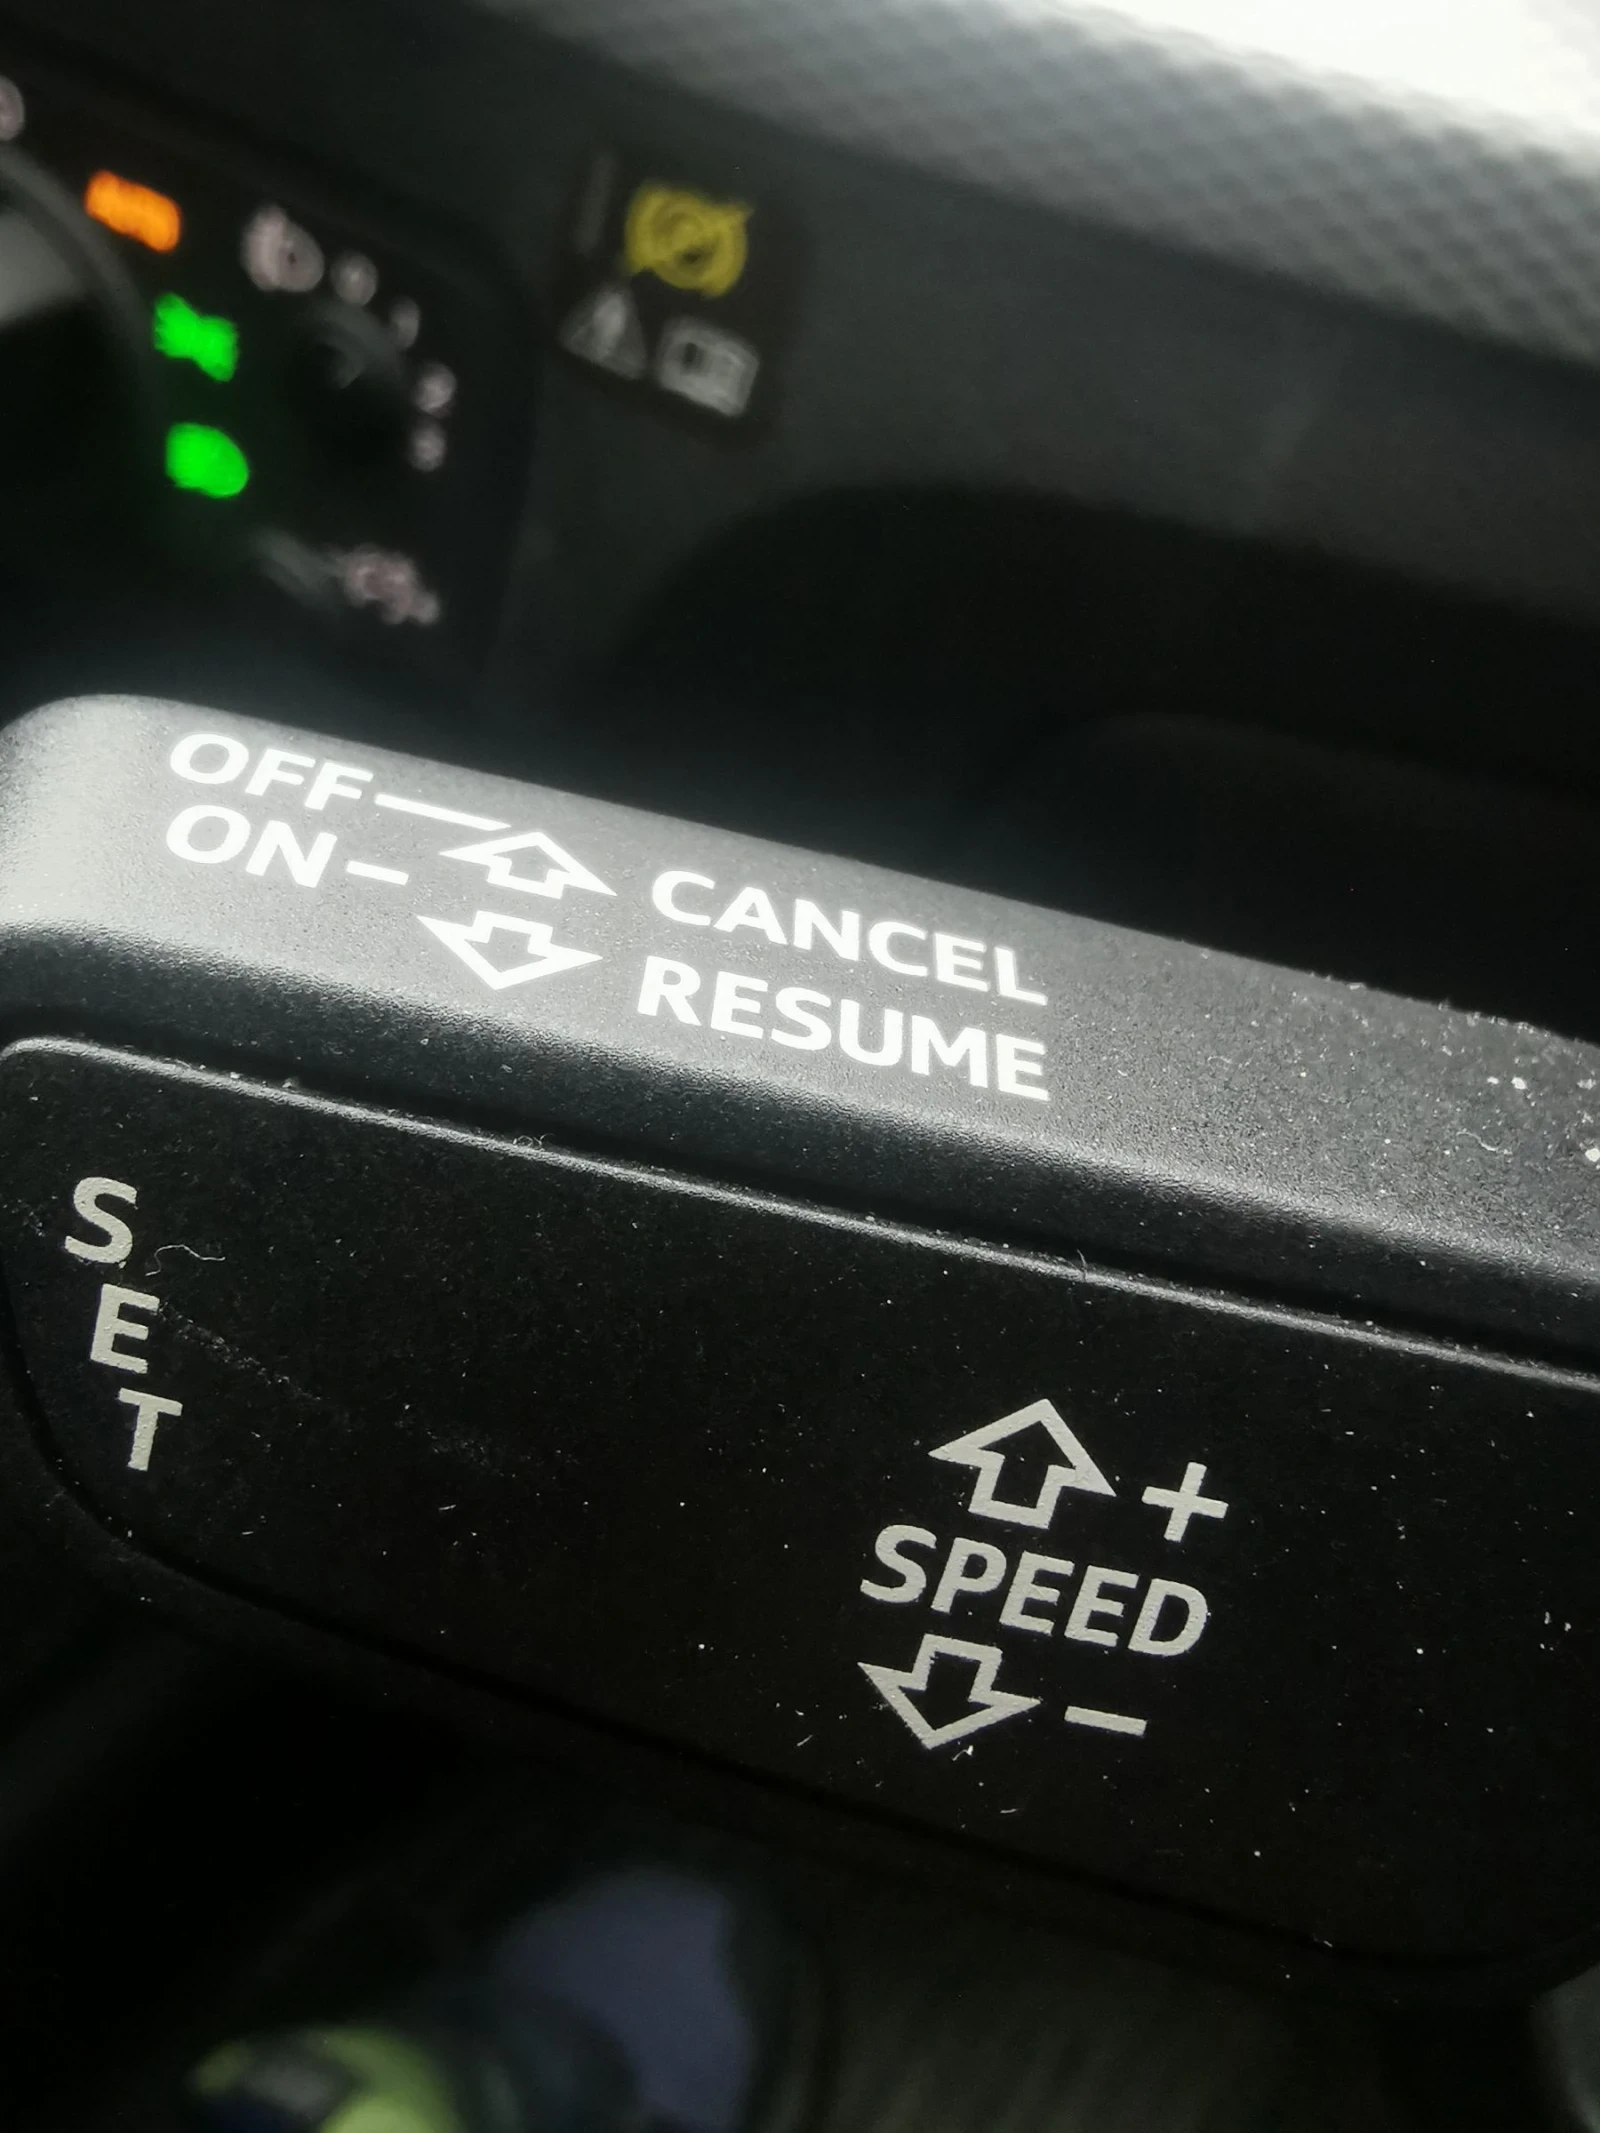 OFF
ON
CANCEL
RESUME
SET
+
SPEED
−